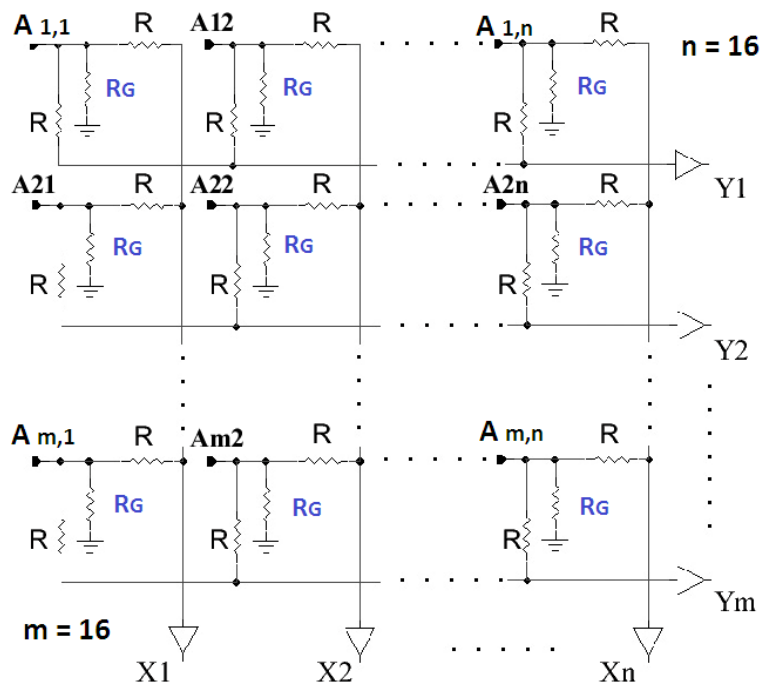 R R R
A 1,1 A12 A 1,n n = 16
RG RG RG
R R R
A21 R A22 R A2n R Y1
RG RG RG
R R R
Y2
A m,1 R Am2 R A m,n R
RG RG RG
R R R
Ym
m = 16
X1 X2 Xn